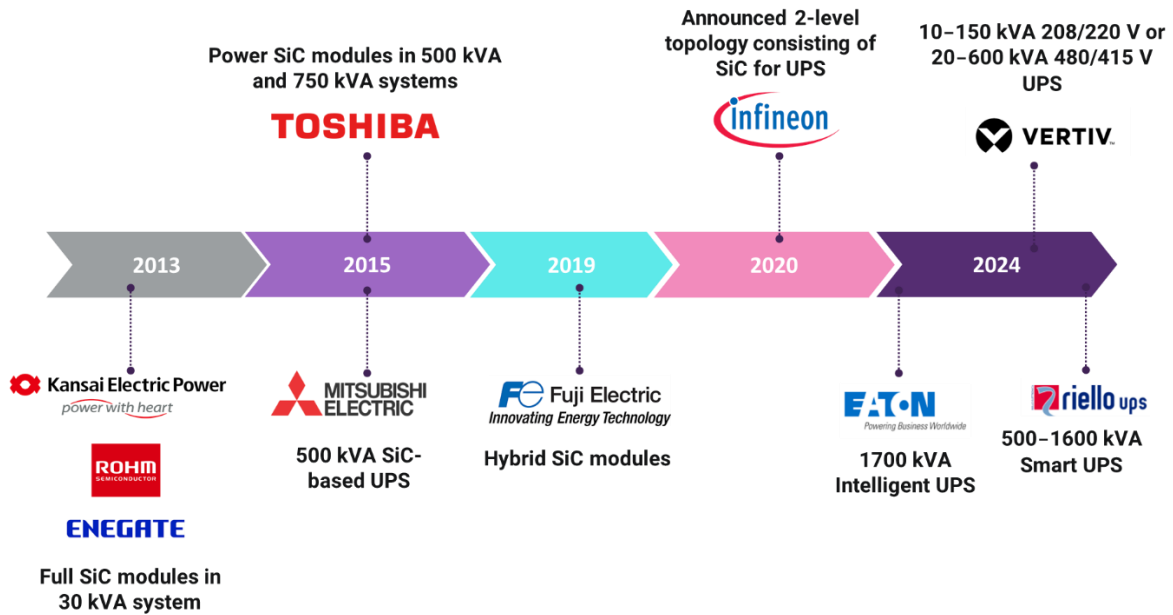 Power SiC modules in 500 kVA
and 750 kVA systems
TOSHIBA
Announced 2-level
topology consisting of
SiC for UPS
infineon
10–150 kVA 208/220 V or
20–600 kVA 480/415 V
UPS
VERTIV™
2013
2015
2019
2020
2024
Kansai Electric Power
power with heart
ROHM
SEMICONDUCTOR
ENEGATE
Full SiC modules in
30 kVA system
MITSUBISHI
ELECTRIC
500 kVA SiC-
based UPS
Fe Fuji Electric
Innovating Energy Technology
Hybrid SiC modules
EATON
Powering Business Worldwide
1700 kVA
Intelligent UPS
riello ups
500–1600 kVA
Smart UPS